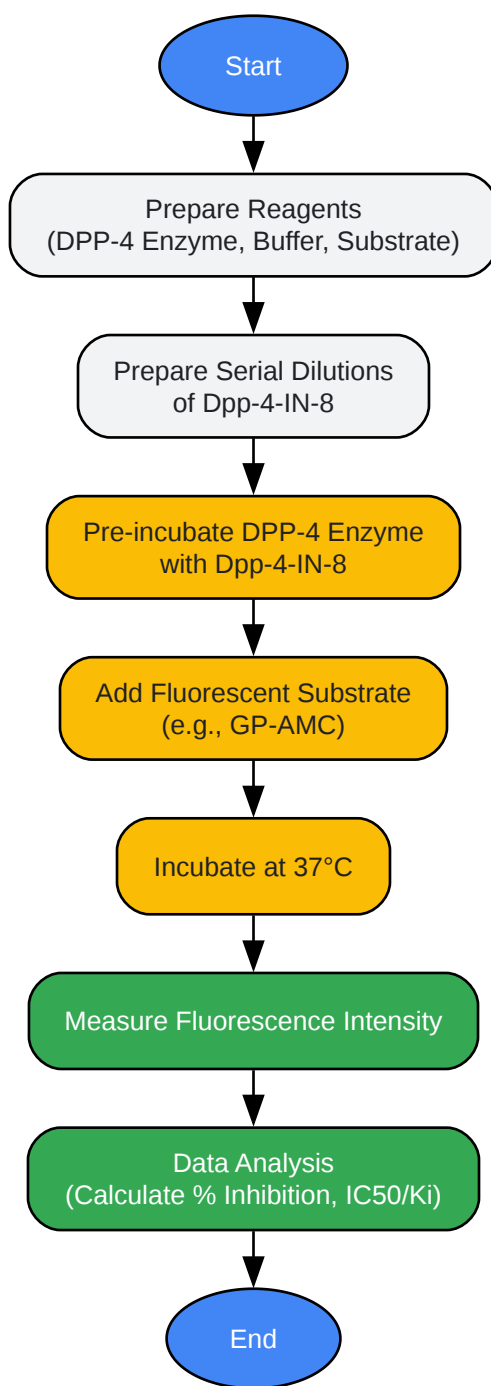 Start
Prepare Reagents
(DPP-4 Enzyme, Buffer, Substrate)
Prepare Serial Dilutions
of Dpp-4-IN-8
Pre-incubate DPP-4 Enzyme
with Dpp-4-IN-8
Add Fluorescent Substrate
(e.g., GP-AMC)
Incubate at 37°C
Measure Fluorescence Intensity
Data Analysis
(Calculate % Inhibition, IC50/Ki)
End